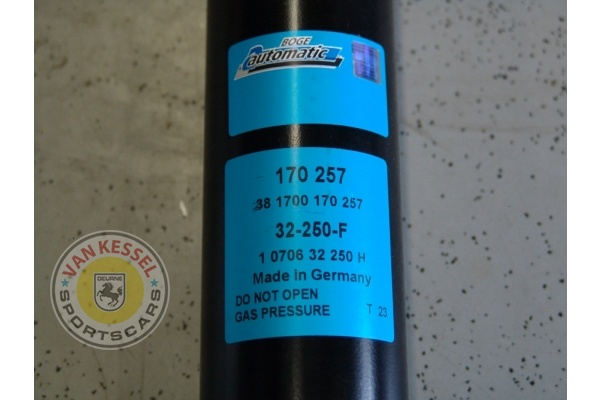 BOGE
automatic
170 257
38 1700 170 257
32-250-F
1 0706 32 250 H
Made in Germany
DO NOT OPEN
GAS PRESSURE T 23
VAN KESSEL
DEURNE
SPORTSCARS